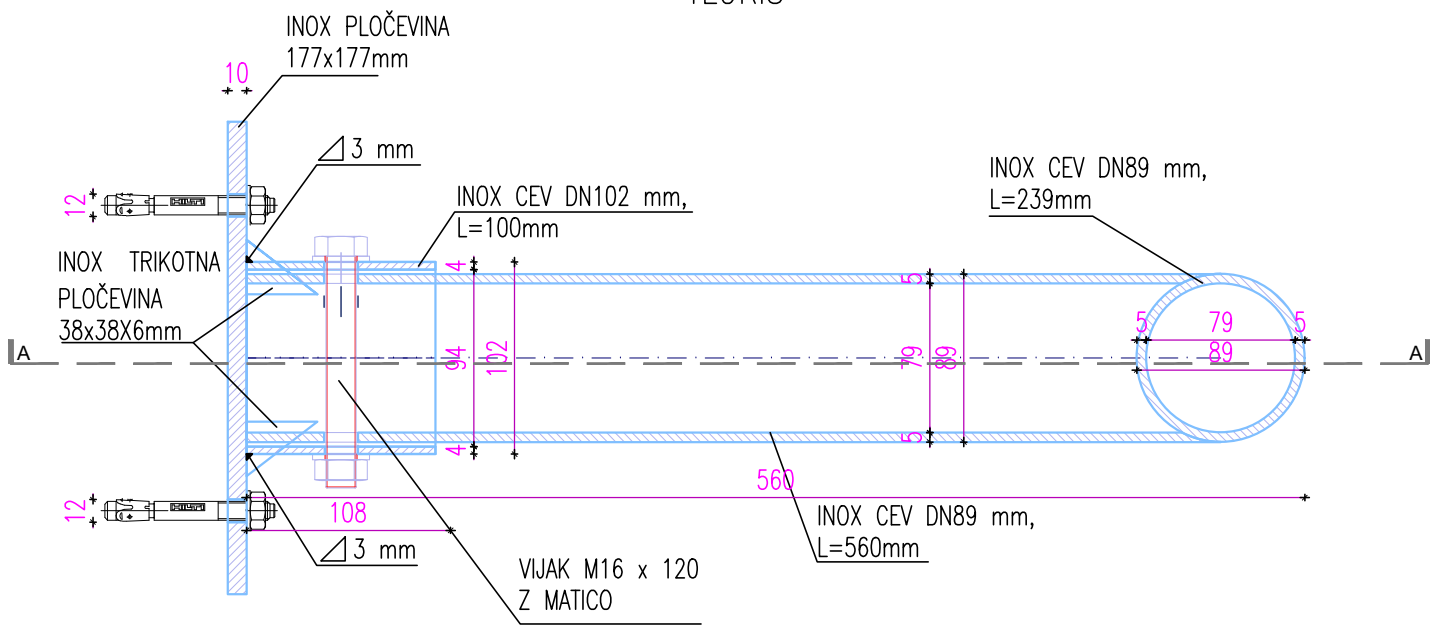 INOX PLOČEVINA
177x177mm
10
3 mm
12
INOX CEV DN102 mm,
L=100mm
INOX CEV DN89 mm,
L=239mm
INOX TRIKOTNA
PLOČEVINA
38x38X6mm
4
94
102
4
5
79
89
5
5
79
5
89
A
A
560
108
12
HILTI
HILTI
3 mm
INOX CEV DN89 mm,
L=560mm
VIJAK M16 x 120
Z MATICO